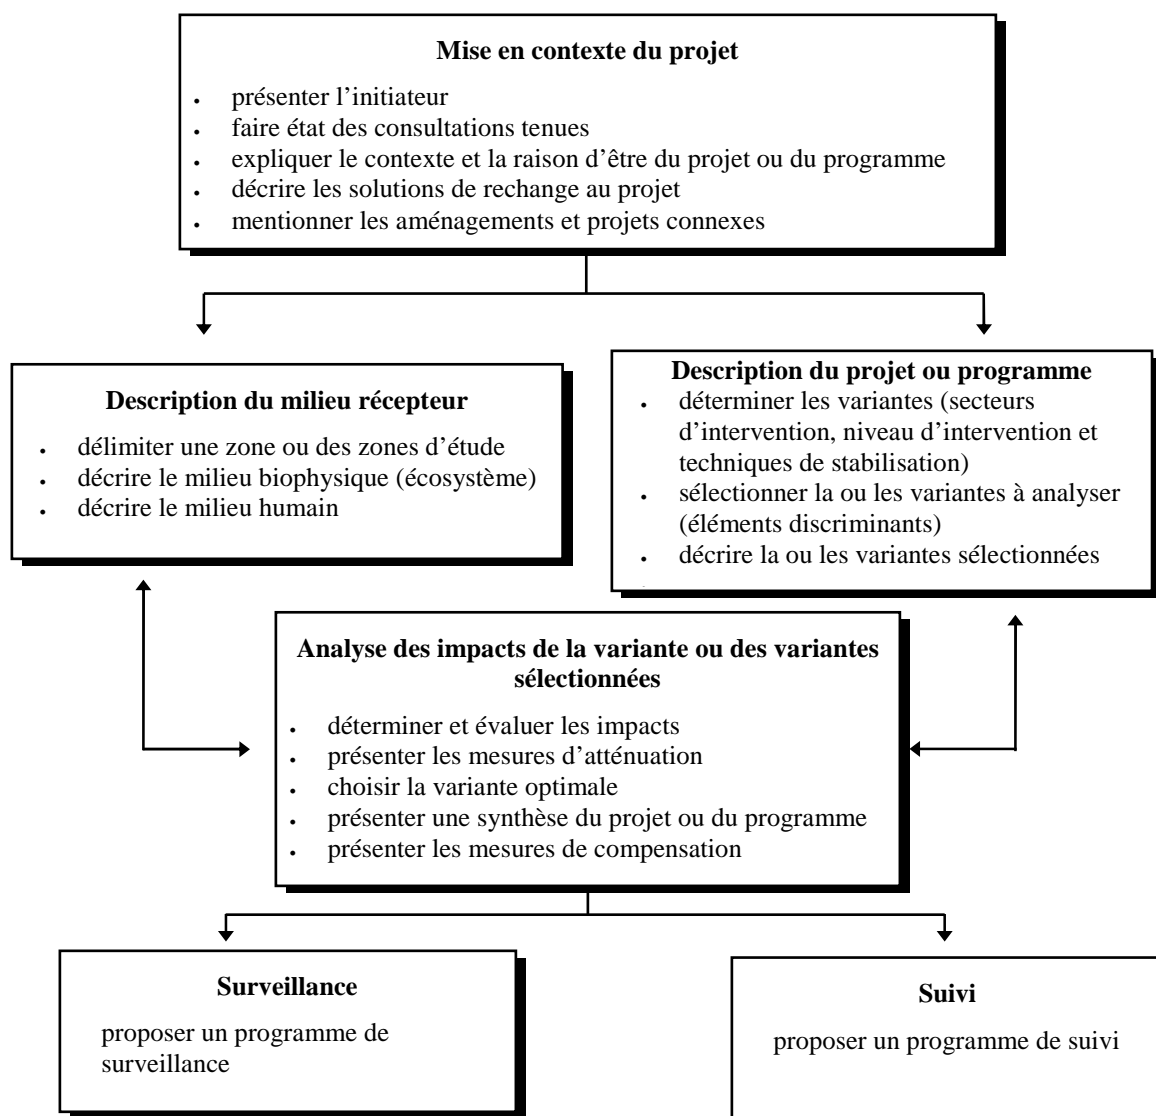 Mise en contexte du projet
• présenter l’initiateur
• faire état des consultations tenues
• expliquer le contexte et la raison d’être du projet ou du programme
• décrire les solutions de rechange au projet
• mentionner les aménagements et projets connexes
Description du milieu récepteur
• délimiter une zone ou des zones d’étude
• décrire le milieu biophysique (écosystème)
• décrire le milieu humain
Description du projet ou programme
• déterminer les variantes (secteurs
d’intervention, niveau d’intervention et
techniques de stabilisation)
• sélectionner la ou les variantes à analyser
(éléments discriminants)
• décrire la ou les variantes sélectionnées
Analyse des impacts de la variante ou des variantes
sélectionnées
• déterminer et évaluer les impacts
• présenter les mesures d’atténuation
• choisir la variante optimale
• présenter une synthèse du projet ou du programme
• présenter les mesures de compensation
Surveillance
proposer un programme de
surveillance
Suivi
proposer un programme de suivi